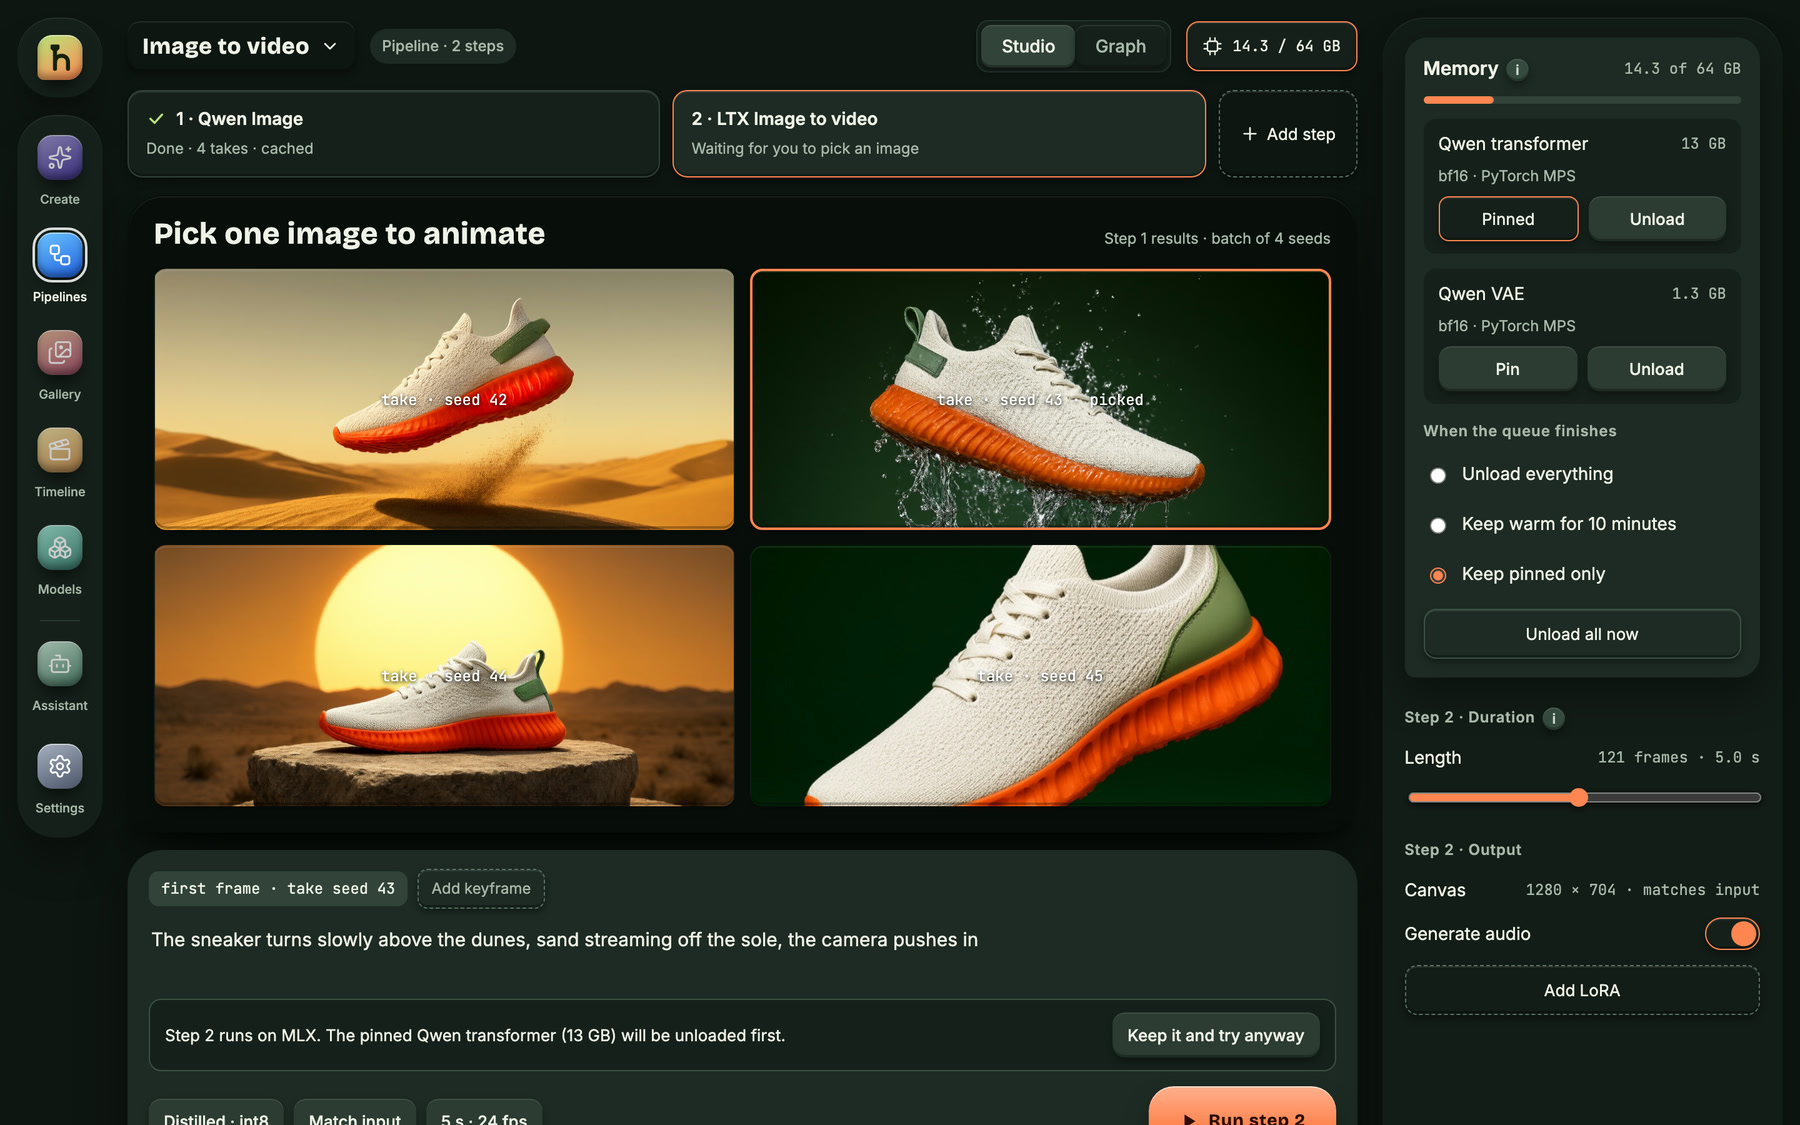 h
Create
Pipelines
Gallery
Timeline
Models
Assistant
Settings
Image to video
Pipeline · 2 steps
Studio
Graph
14.3 / 64 GB
1 · Qwen Image
Done · 4 takes · cached
2 · LTX Image to video
Waiting for you to pick an image
+ Add step
Pick one image to animate
Step 1 results · batch of 4 seeds
take · seed 42
take · seed 43 · picked
take · seed 44
take · seed 45
first frame · take seed 43
Add keyframe
The sneaker turns slowly above the dunes, sand streaming off the sole, the camera pushes in
Step 2 runs on MLX. The pinned Qwen transformer (13 GB) will be unloaded first.
Keep it and try anyway
Distilled · int8
Match input
5 s · 24 fps
Run step 2
Memory i
14.3 of 64 GB
Qwen transformer
13 GB
bf16 · PyTorch MPS
Pinned
Unload
Qwen VAE
1.3 GB
bf16 · PyTorch MPS
Pin
Unload
When the queue finishes
Unload everything
Keep warm for 10 minutes
Keep pinned only
Unload all now
Step 2 · Duration i
Length
121 frames · 5.0 s
Step 2 · Output
Canvas
1280 × 704 · matches input
Generate audio
Add LoRA